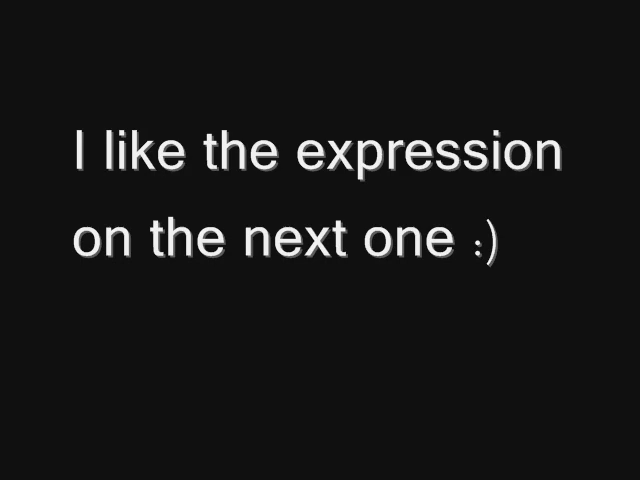 I like the expression
on the next one :)